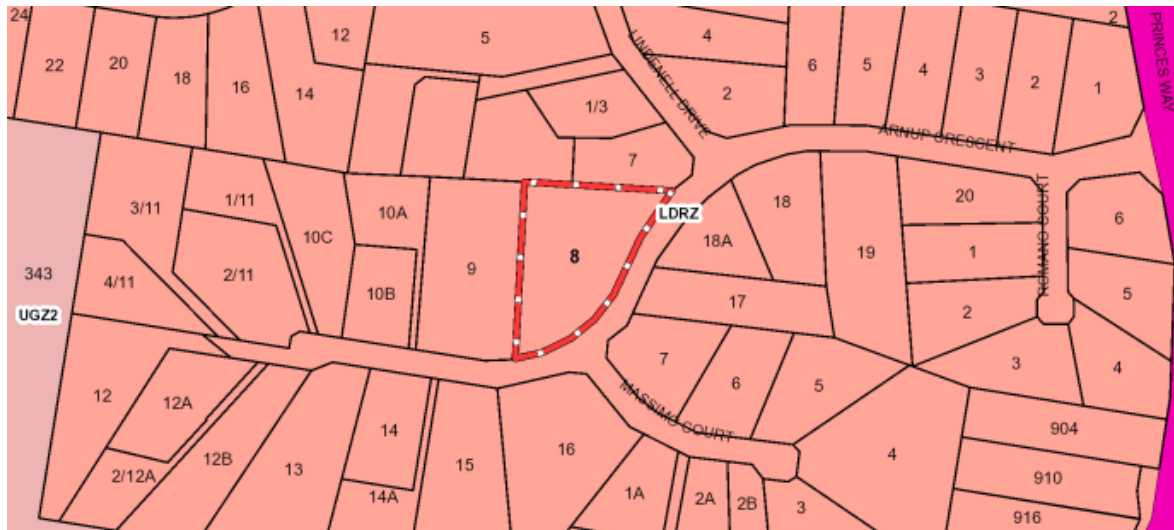 24
22
20
18
16
14
12
5
4
2
6
5
4
3
2
1
2
PRINCES WAY
LINDENELL DRIVE
ARNUP CRESCENT
1/3
7
3/11
1/11
10C
10A
9
8
LDRZ
18A
18
19
20
1
2
ROMANO COURT
6
5
343
UGZ2
4/11
2/11
10B
17
7
6
5
3
4
MASSIMO COURT
12
12A
2/12A
12B
13
14
14A
15
16
1A
2A
2B
3
4
904
910
916